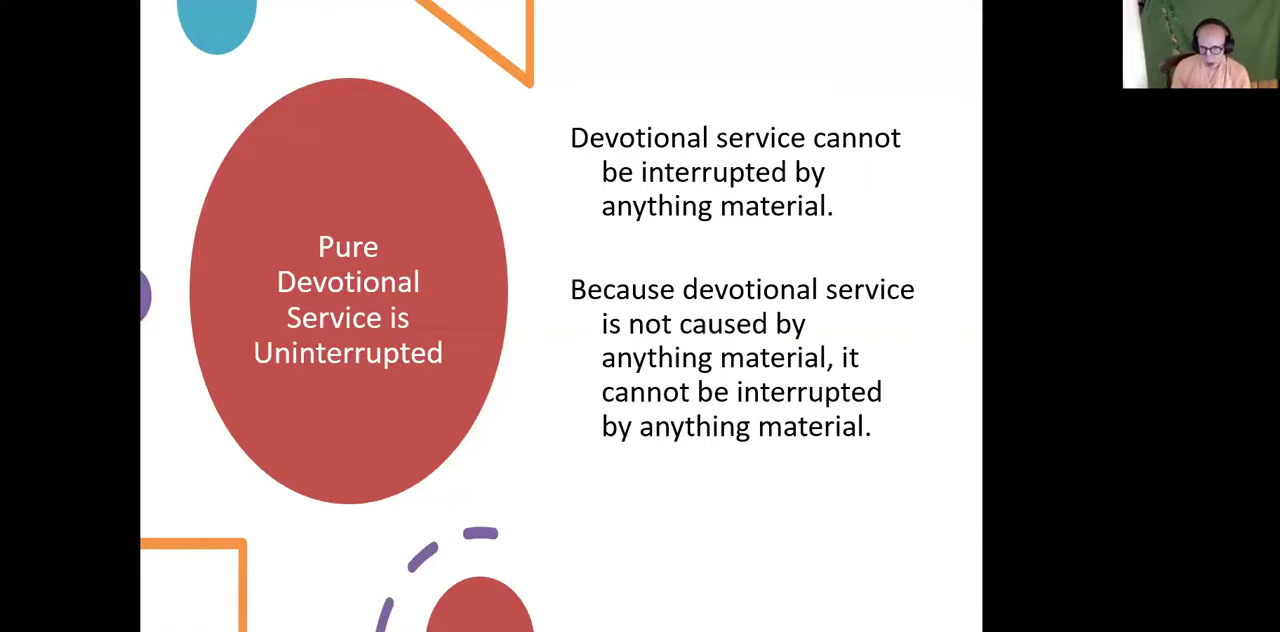 Pure
Devotional
Service is
Uninterrupted
Devotional service cannot
be interrupted by
anything material.
Because devotional service
is not caused by
anything material, it
cannot be interrupted
by anything material.